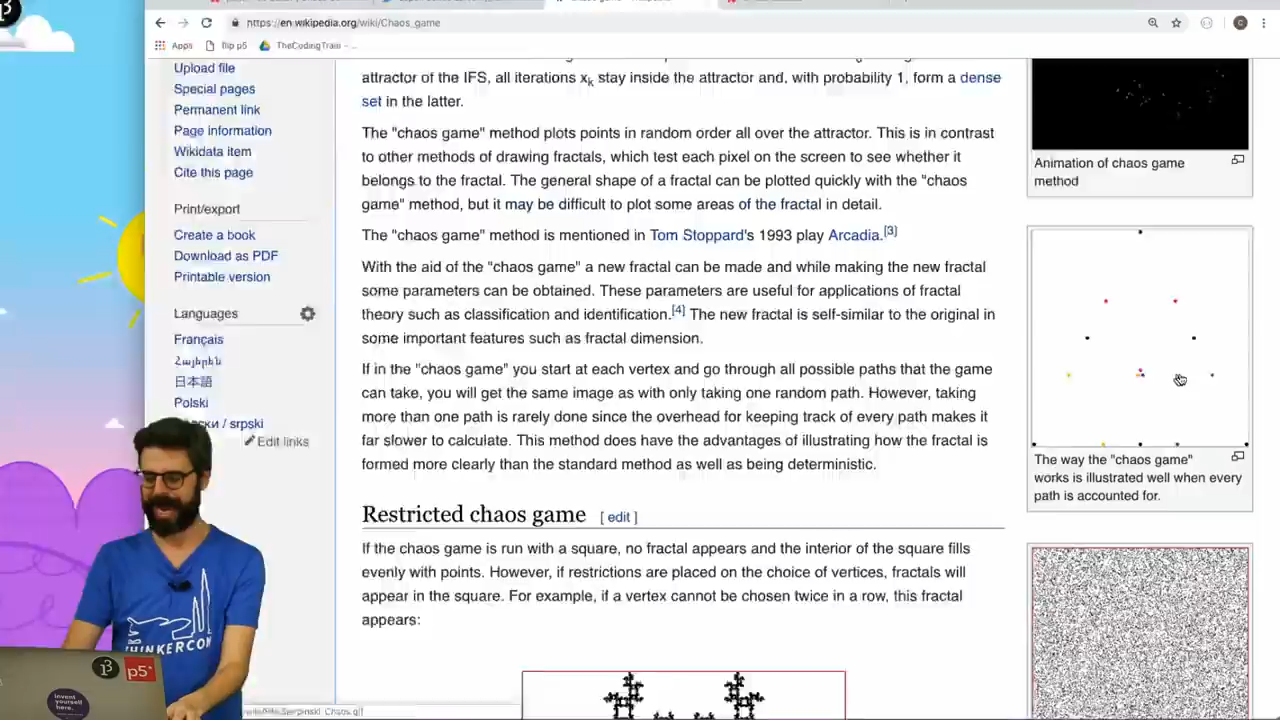 https://en.wikipedia.org/wiki/Chaos_game
Apps
flip p5
TheCodingTrain - ...
Upload file
Special pages
Permanent link
Page information
Wikidata item
Cite this page
Print/export
Create a book
Download as PDF
Printable version
Languages
Français
Հայերեն
日本語
Polski
/ srpski
Edit links
attractor of the IFS, all iterations xk stay inside the attractor and, with probability 1, form a dense
set in the latter.
The "chaos game" method plots points in random order all over the attractor. This is in contrast
to other methods of drawing fractals, which test each pixel on the screen to see whether it
belongs to the fractal. The general shape of a fractal can be plotted quickly with the "chaos
game" method, but it may be difficult to plot some areas of the fractal in detail.
The "chaos game" method is mentioned in Tom Stoppard's 1993 play Arcadia.[3]
With the aid of the "chaos game" a new fractal can be made and while making the new fractal
some parameters can be obtained. These parameters are useful for applications of fractal
theory such as classification and identification.[4] The new fractal is self-similar to the original in
some important features such as fractal dimension.
If in the "chaos game" you start at each vertex and go through all possible paths that the game
can take, you will get the same image as with only taking one random path. However, taking
more than one path is rarely done since the overhead for keeping track of every path makes it
far slower to calculate. This method does have the advantages of illustrating how the fractal is
formed more clearly than the standard method as well as being deterministic.
Restricted chaos game [ edit ]
If the chaos game is run with a square, no fractal appears and the interior of the square fills
evenly with points. However, if restrictions are placed on the choice of vertices, fractals will
appear in the square. For example, if a vertex cannot be chosen twice in a row, this fractal
appears:
Animation of chaos game
method
The way the "chaos game"
works is illustrated well when every
path is accounted for.
THINKERCON
p5*
invent
yourself
here.